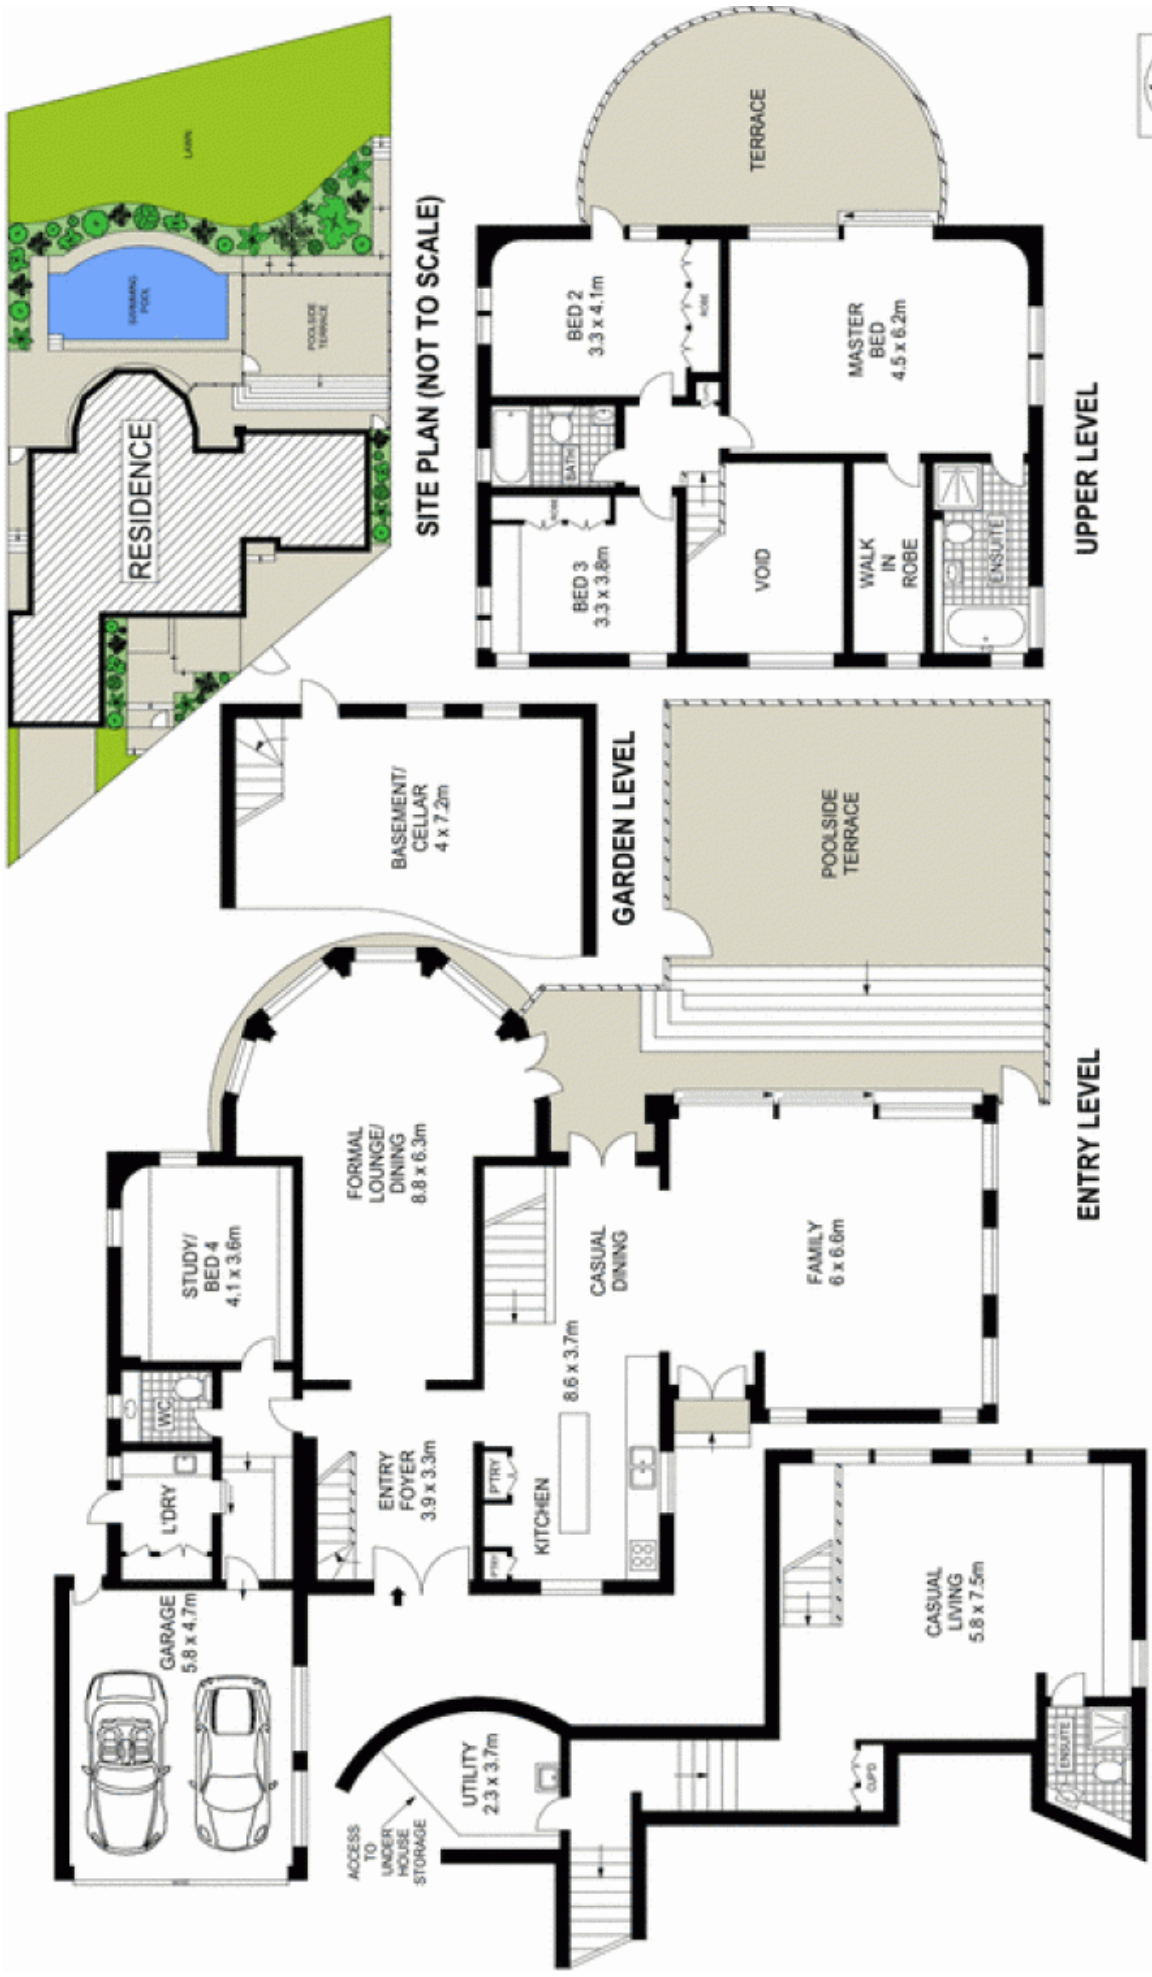 LAWN
SWIMMING
POOL
POOLSIDE
TERRACE
RESIDENCE
SITE PLAN (NOT TO SCALE)
TERRACE
BED 2
3.3 x 4.1m
ROBE
MASTER
BED
4.5 x 6.2m
BATH
ROBE
BED 3
3.3 x 3.8m
VOID
WALK
IN
ROBE
ENSUITE
UPPER LEVEL
BASEMENT/
CELLAR
4 x 7.2m
GARDEN LEVEL
POOLSIDE
TERRACE
FORMAL
LOUNGE/
DINING
8.8 x 6.3m
STUDY/
BED 4
4.1 x 3.6m
CASUAL
DINING
8.6 x 3.7m
FAMILY
6 x 6.6m
ENTRY LEVEL
WC
L'DRY
ENTRY
FOYER
3.9 x 3.3m
P'TRY
P'TRY
KITCHEN
GARAGE
5.8 x 4.7m
ACCESS
TO
UNDER
HOUSE
STORAGE
UTILITY
2.3 x 3.7m
CASUAL
LIVING
5.8 x 7.5m
CUP'D
ENSUITE